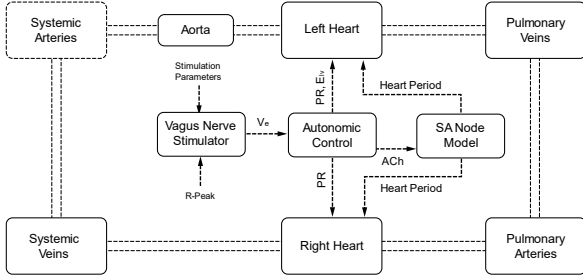 Systemic
Arteries
Aorta
Left Heart
Pulmonary
Veins
Stimulation
Parameters
PR, Elv
Heart Period
Vagus Nerve
Stimulator
Ve
Autonomic
Control
ACh
SA Node
Model
R-Peak
PR
Heart Period
Systemic
Veins
Right Heart
Pulmonary
Arteries